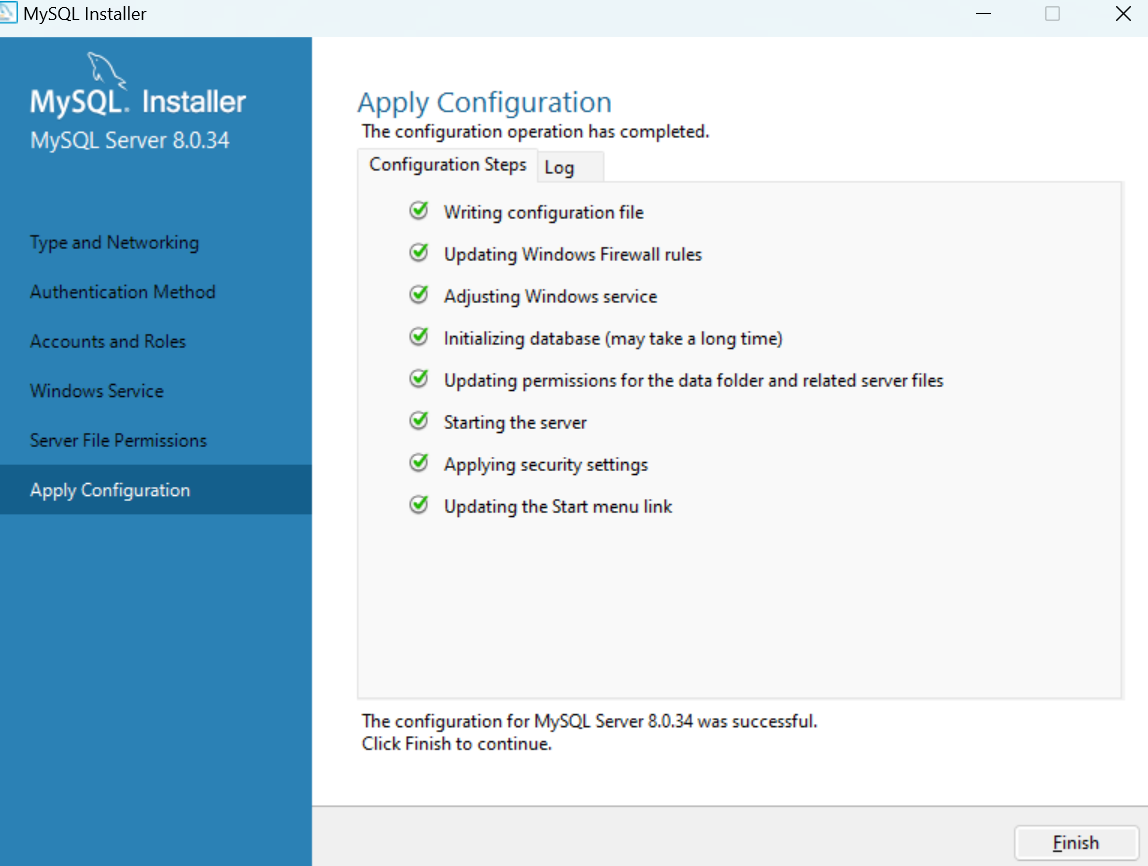 MySQL Installer
MySQL. Installer
MySQL Server 8.0.34
Type and Networking
Authentication Method
Accounts and Roles
Windows Service
Server File Permissions
Apply Configuration
Apply Configuration
The configuration operation has completed.
Configuration Steps
Log
Writing configuration file
Updating Windows Firewall rules
Adjusting Windows service
Initializing database (may take a long time)
Updating permissions for the data folder and related server files
Starting the server
Applying security settings
Updating the Start menu link
The configuration for MySQL Server 8.0.34 was successful.
Click Finish to continue.
Finish